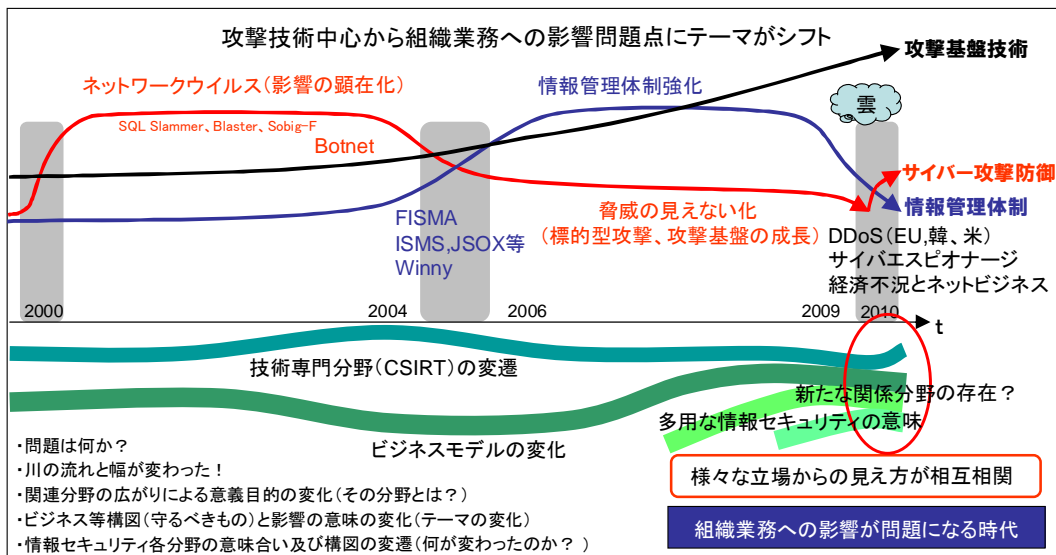 攻撃技術中心から組織業務への影響問題点にテーマがシフト
攻撃基盤技術
ネットワークウイルス(影響の顕在化)
情報管理体制強化
雲
SQL Slammer、Blaster、Sobig-F
Botnet
サイバー攻撃防御
脅威の見えない化
(標的型攻撃、攻撃基盤の成長)
情報管理体制
FISMA
ISMS,JSOX等
Winny
DDoS(EU,韓、米)
サイバエスピオナージ
経済不況とネットビジネス
2000
2004
2006
2009
2010
t
技術専門分野(CSIRT)の変遷
新たな関係分野の存在?
多用な情報セキュリティの意味
ビジネスモデルの変化
・問題は何か?
・川の流れと幅が変わった!
・関連分野の広がりによる意義目的の変化(その分野とは?)
・ビジネス等構図(守るべきもの)と影響の意味の変化(テーマの変化)
・情報セキュリティ各分野の意味合い及び構図の変遷(何が変わったのか? )
様々な立場からの見え方が相互相関
組織業務への影響が問題になる時代